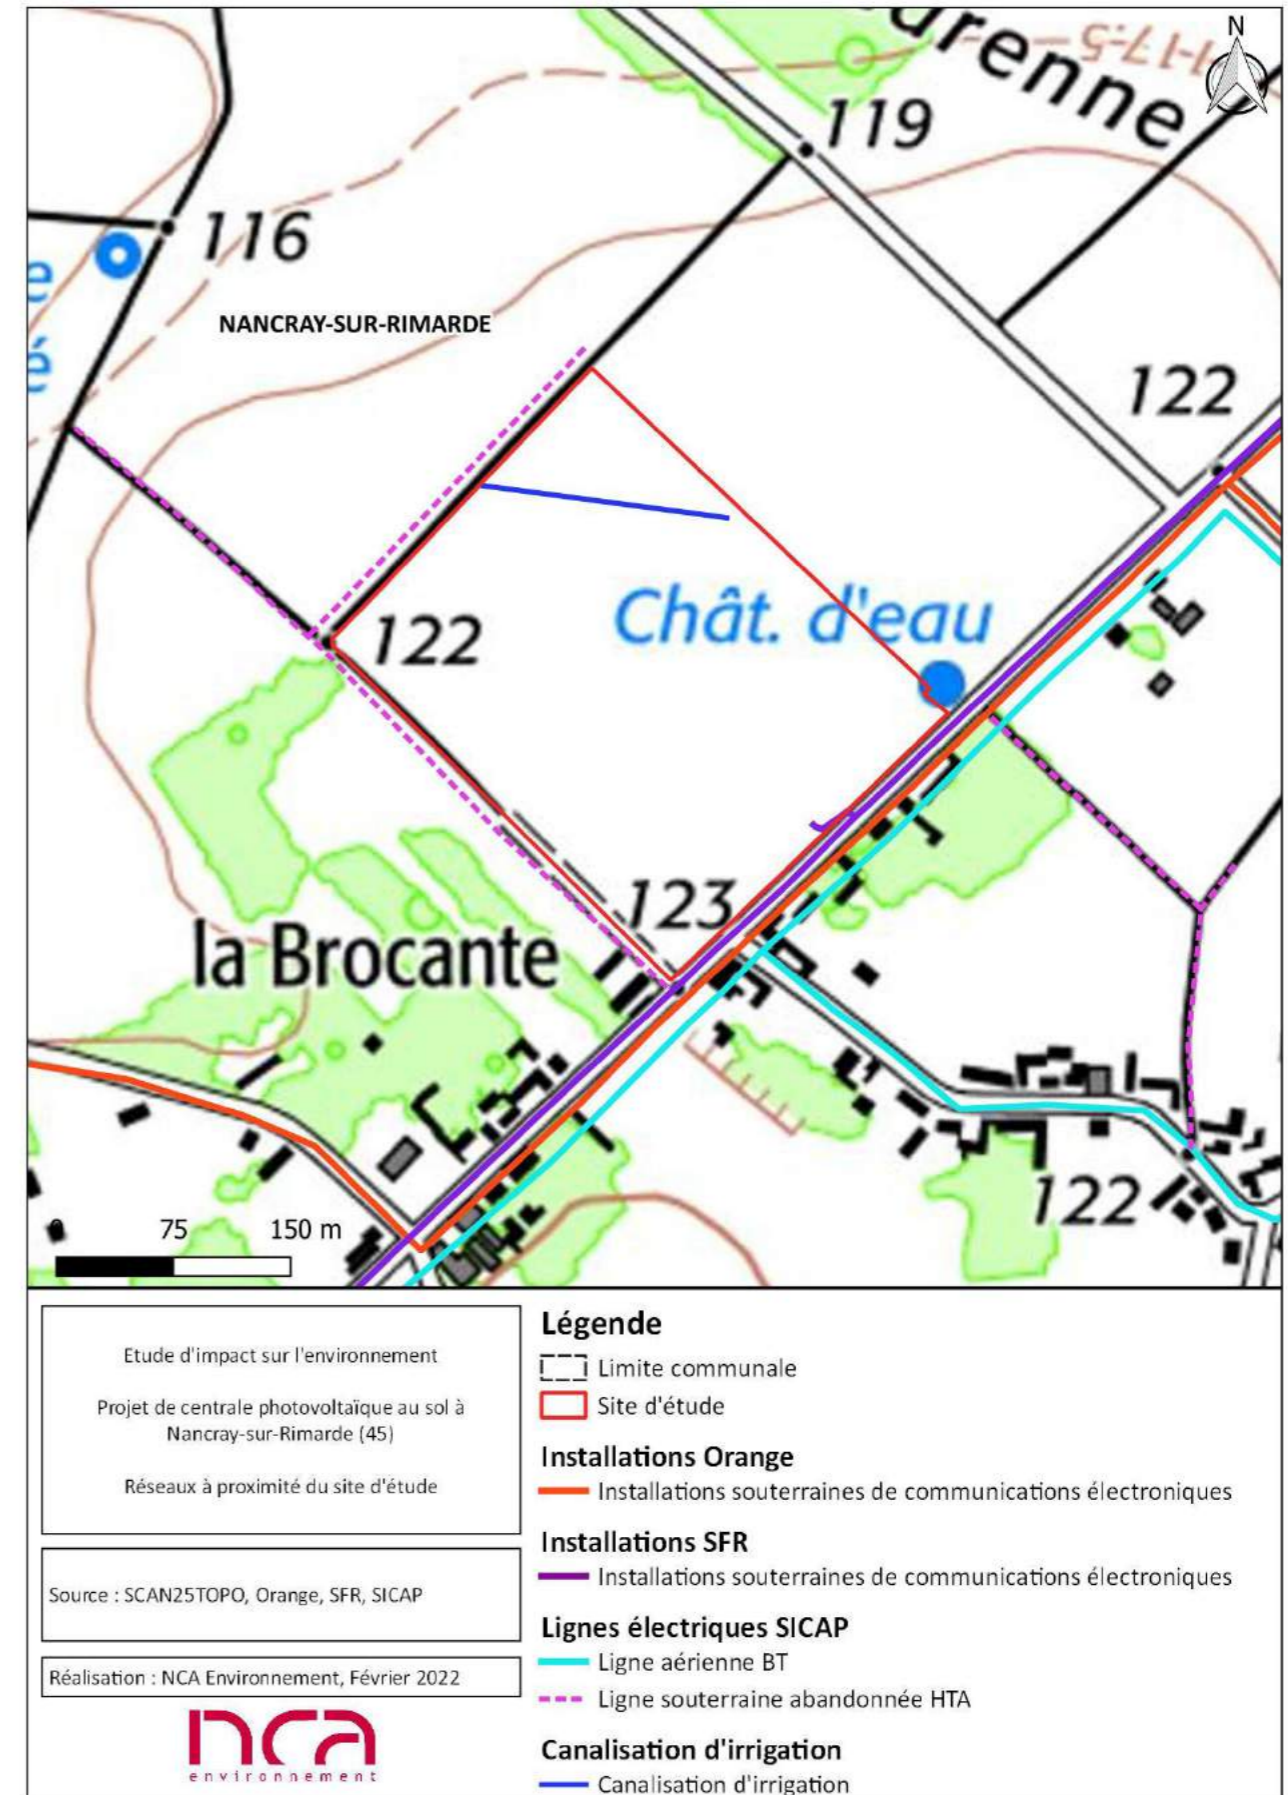 urenne
1-17-5
N
119
116
e
é
NANCRAY-SUR-RIMARDE
122
Chât. d'eau
122
123
la Brocante
122
0 75 150 m
Etude d'impact sur l'environnement
Projet de centrale photovoltaïque au sol à
Nancray-sur-Rimarde (45)
Réseaux à proximité du site d'étude
Source : SCAN25TOPO, Orange, SFR, SICAP
Réalisation : NCA Environnement, Février 2022
nca
environnement
Légende
Limite communale
Site d'étude
Installations Orange
Installations souterraines de communications électroniques
Installations SFR
Installations souterraines de communications électroniques
Lignes électriques SICAP
Ligne aérienne BT
Ligne souterraine abandonnée HTA
Canalisation d'irrigation
Canalisation d'irrigation